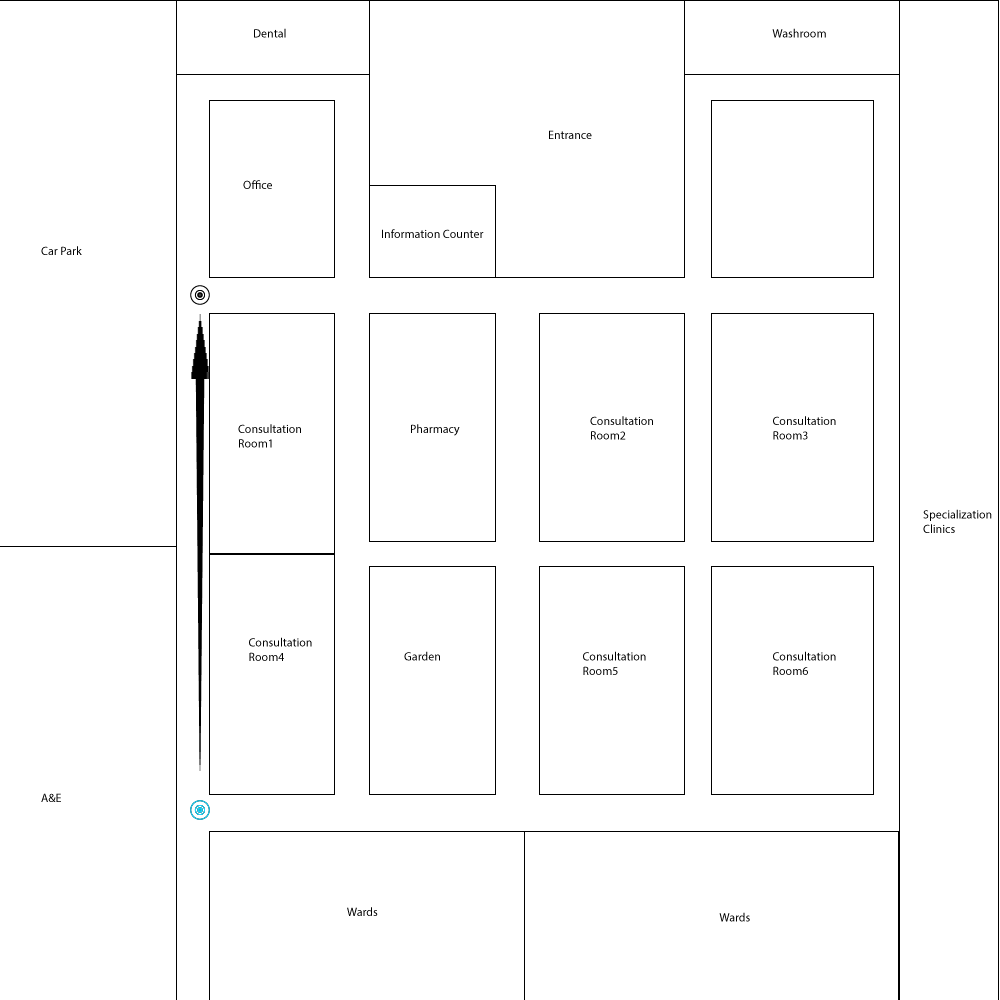 Dental
Washroom
Entrance
Office
Information Counter
Car Park
Consultation
Room1
Pharmacy
Consultation
Room2
Consultation
Room3
Specialization
Clinics
Consultation
Room4
Garden
Consultation
Room5
Consultation
Room6
A&E
Wards
Wards